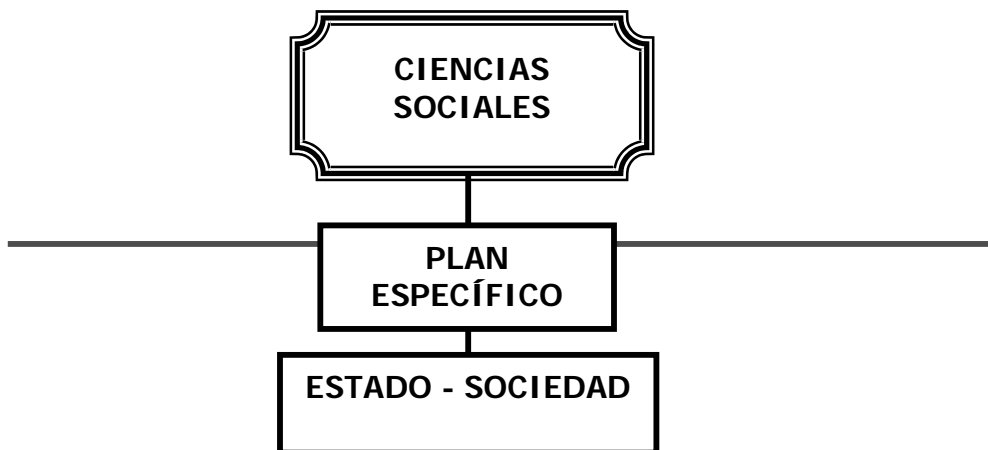 CIENCIAS
SOCIALES
PLAN
ESPECÍFICO
ESTADO - SOCIEDAD